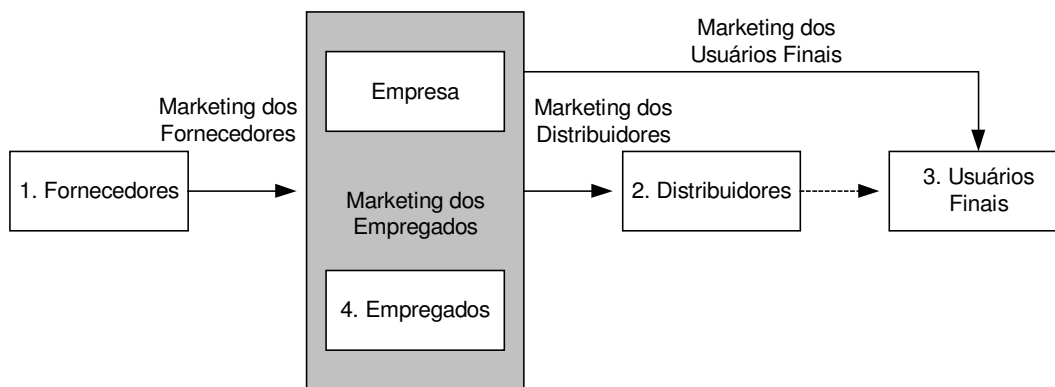 Marketing dos
Usuários Finais
Empresa
Marketing dos
Fornecedores
Marketing dos
Distribuidores
1. Fornecedores
2. Distribuidores
3. Usuários
Finais
Marketing dos
Empregados
4. Empregados